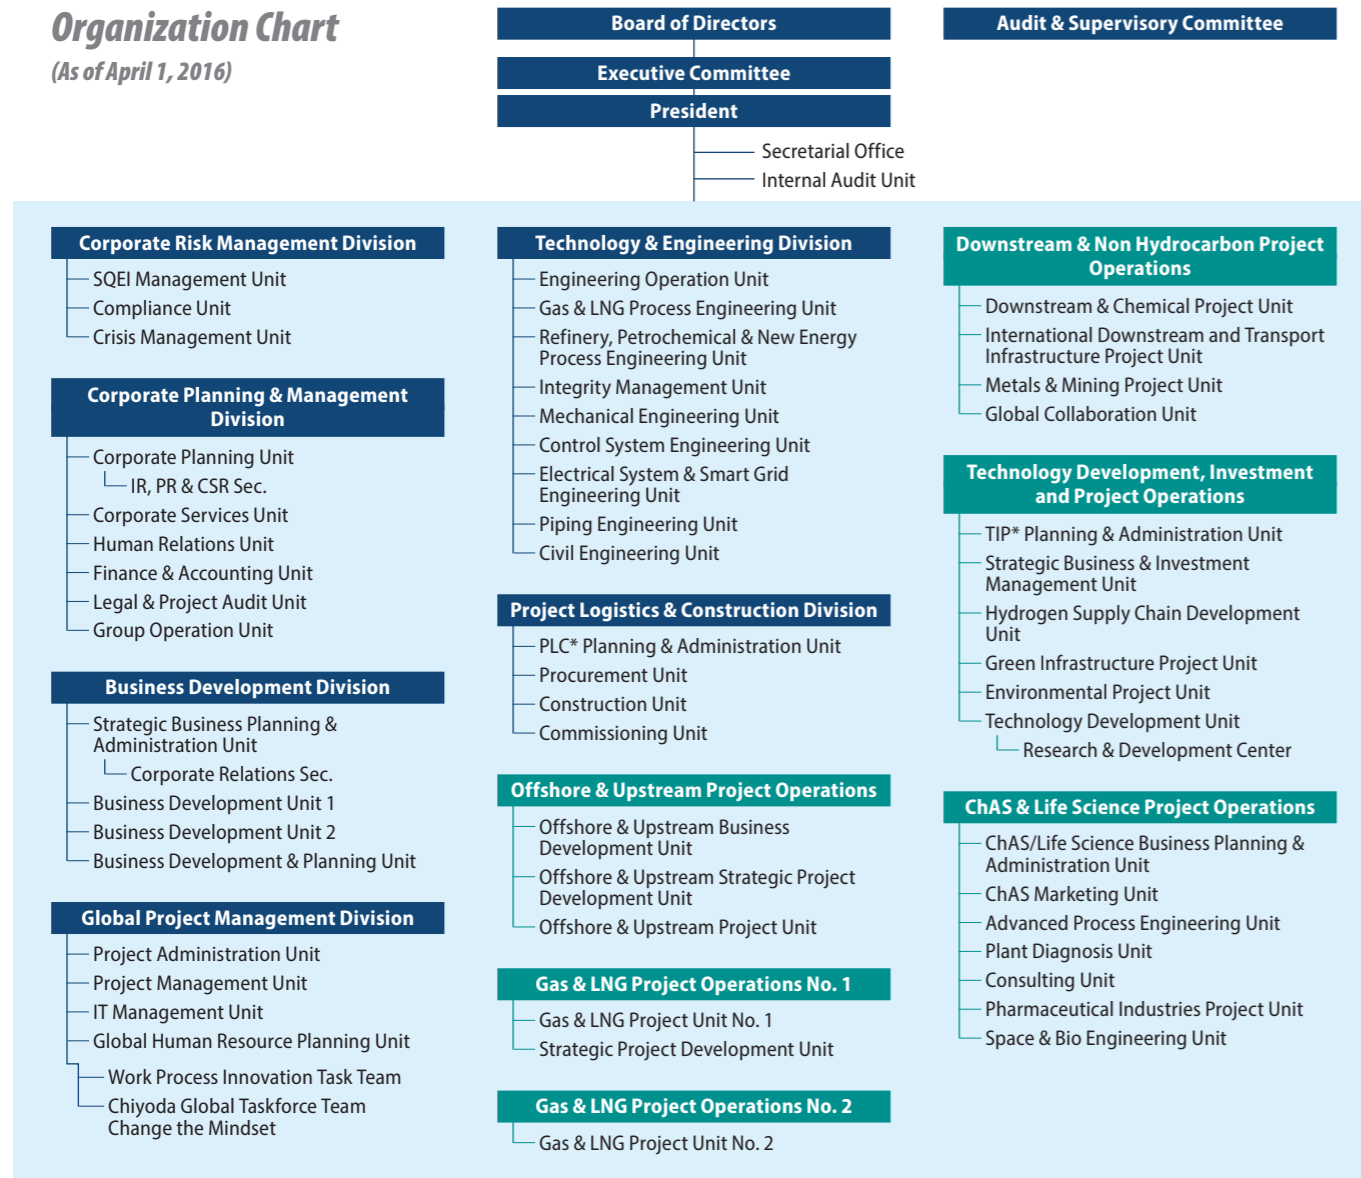 Organization Chart
(As of April 1, 2016)
Board of Directors
Executive Committee
President
Secretarial Office
Internal Audit Unit
Audit & Supervisory Committee
Corporate Risk Management Division
SQEI Management Unit
Compliance Unit
Crisis Management Unit
Corporate Planning & Management
Division
Corporate Planning Unit
IR, PR & CSR Sec.
Corporate Services Unit
Human Relations Unit
Finance & Accounting Unit
Legal & Project Audit Unit
Group Operation Unit
Business Development Division
Strategic Business Planning &
Administration Unit
Corporate Relations Sec.
Business Development Unit 1
Business Development Unit 2
Business Development & Planning Unit
Global Project Management Division
Project Administration Unit
Project Management Unit
IT Management Unit
Global Human Resource Planning Unit
Work Process Innovation Task Team
Chiyoda Global Taskforce Team
Change the Mindset
Technology & Engineering Division
Engineering Operation Unit
Gas & LNG Process Engineering Unit
Refinery, Petrochemical & New Energy
Process Engineering Unit
Integrity Management Unit
Mechanical Engineering Unit
Control System Engineering Unit
Electrical System & Smart Grid
Engineering Unit
Piping Engineering Unit
Civil Engineering Unit
Project Logistics & Construction Division
PLC* Planning & Administration Unit
Procurement Unit
Construction Unit
Commissioning Unit
Offshore & Upstream Project Operations
Offshore & Upstream Business
Development Unit
Offshore & Upstream Strategic Project
Development Unit
Offshore & Upstream Project Unit
Gas & LNG Project Operations No. 1
Gas & LNG Project Unit No. 1
Strategic Project Development Unit
Gas & LNG Project Operations No. 2
Gas & LNG Project Unit No. 2
Downstream & Non Hydrocarbon Project
Operations
Downstream & Chemical Project Unit
International Downstream and Transport
Infrastructure Project Unit
Metals & Mining Project Unit
Global Collaboration Unit
Technology Development, Investment
and Project Operations
TIP* Planning & Administration Unit
Strategic Business & Investment
Management Unit
Hydrogen Supply Chain Development
Unit
Green Infrastructure Project Unit
Environmental Project Unit
Technology Development Unit
Research & Development Center
ChAS & Life Science Project Operations
ChAS/Life Science Business Planning &
Administration Unit
ChAS Marketing Unit
Advanced Process Engineering Unit
Plant Diagnosis Unit
Consulting Unit
Pharmaceutical Industries Project Unit
Space & Bio Engineering Unit